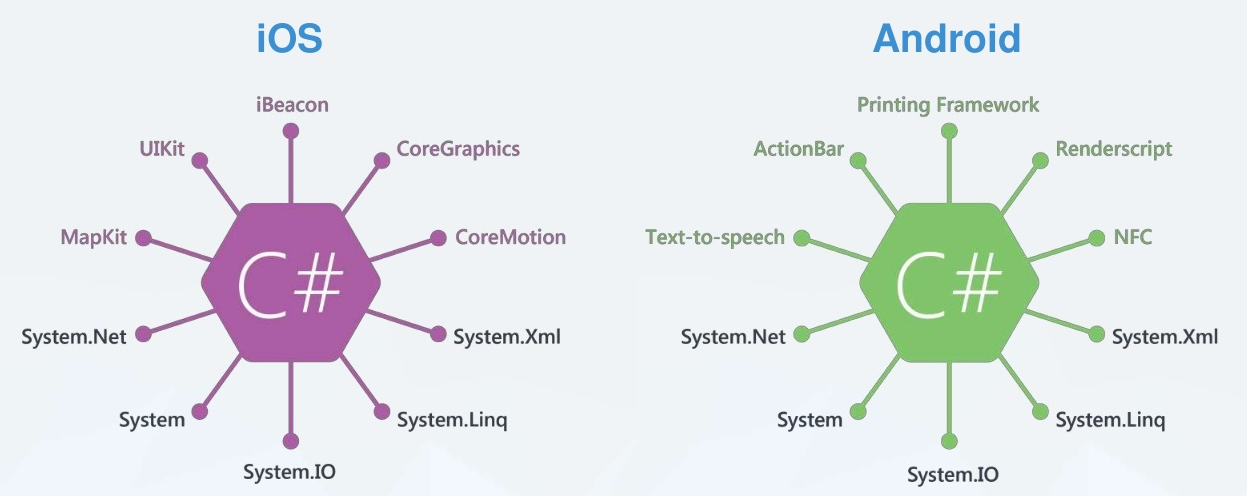 iOS
iBeacon
UIKit
CoreGraphics
MapKit
CoreMotion
C#
System.Net
System.Xml
System
System.Linq
System.IO
Android
Printing Framework
ActionBar
Renderscript
Text-to-speech
NFC
C#
System.Net
System.Xml
System
System.Linq
System.IO